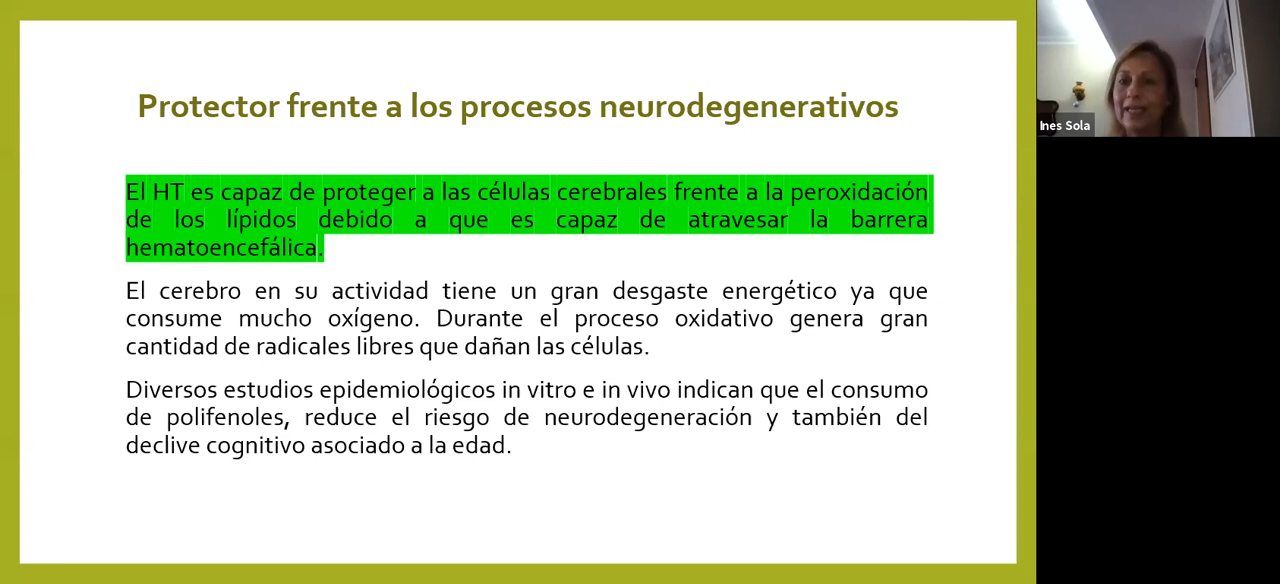 Protector frente a los procesos neurodegenerativos
El HT es capaz de proteger a las células cerebrales frente a la peroxidación
de los lípidos debido a que es capaz de atravesar la barrera
hematoencefálica.
El cerebro en su actividad tiene un gran desgaste energético ya que
consume mucho oxígeno. Durante el proceso oxidativo genera gran
cantidad de radicales libres que dañan las células.
Diversos estudios epidemiológicos in vitro e in vivo indican que el consumo
de polifenoles, reduce el riesgo de neurodegeneración y también del
declive cognitivo asociado a la edad.
Ines Sola